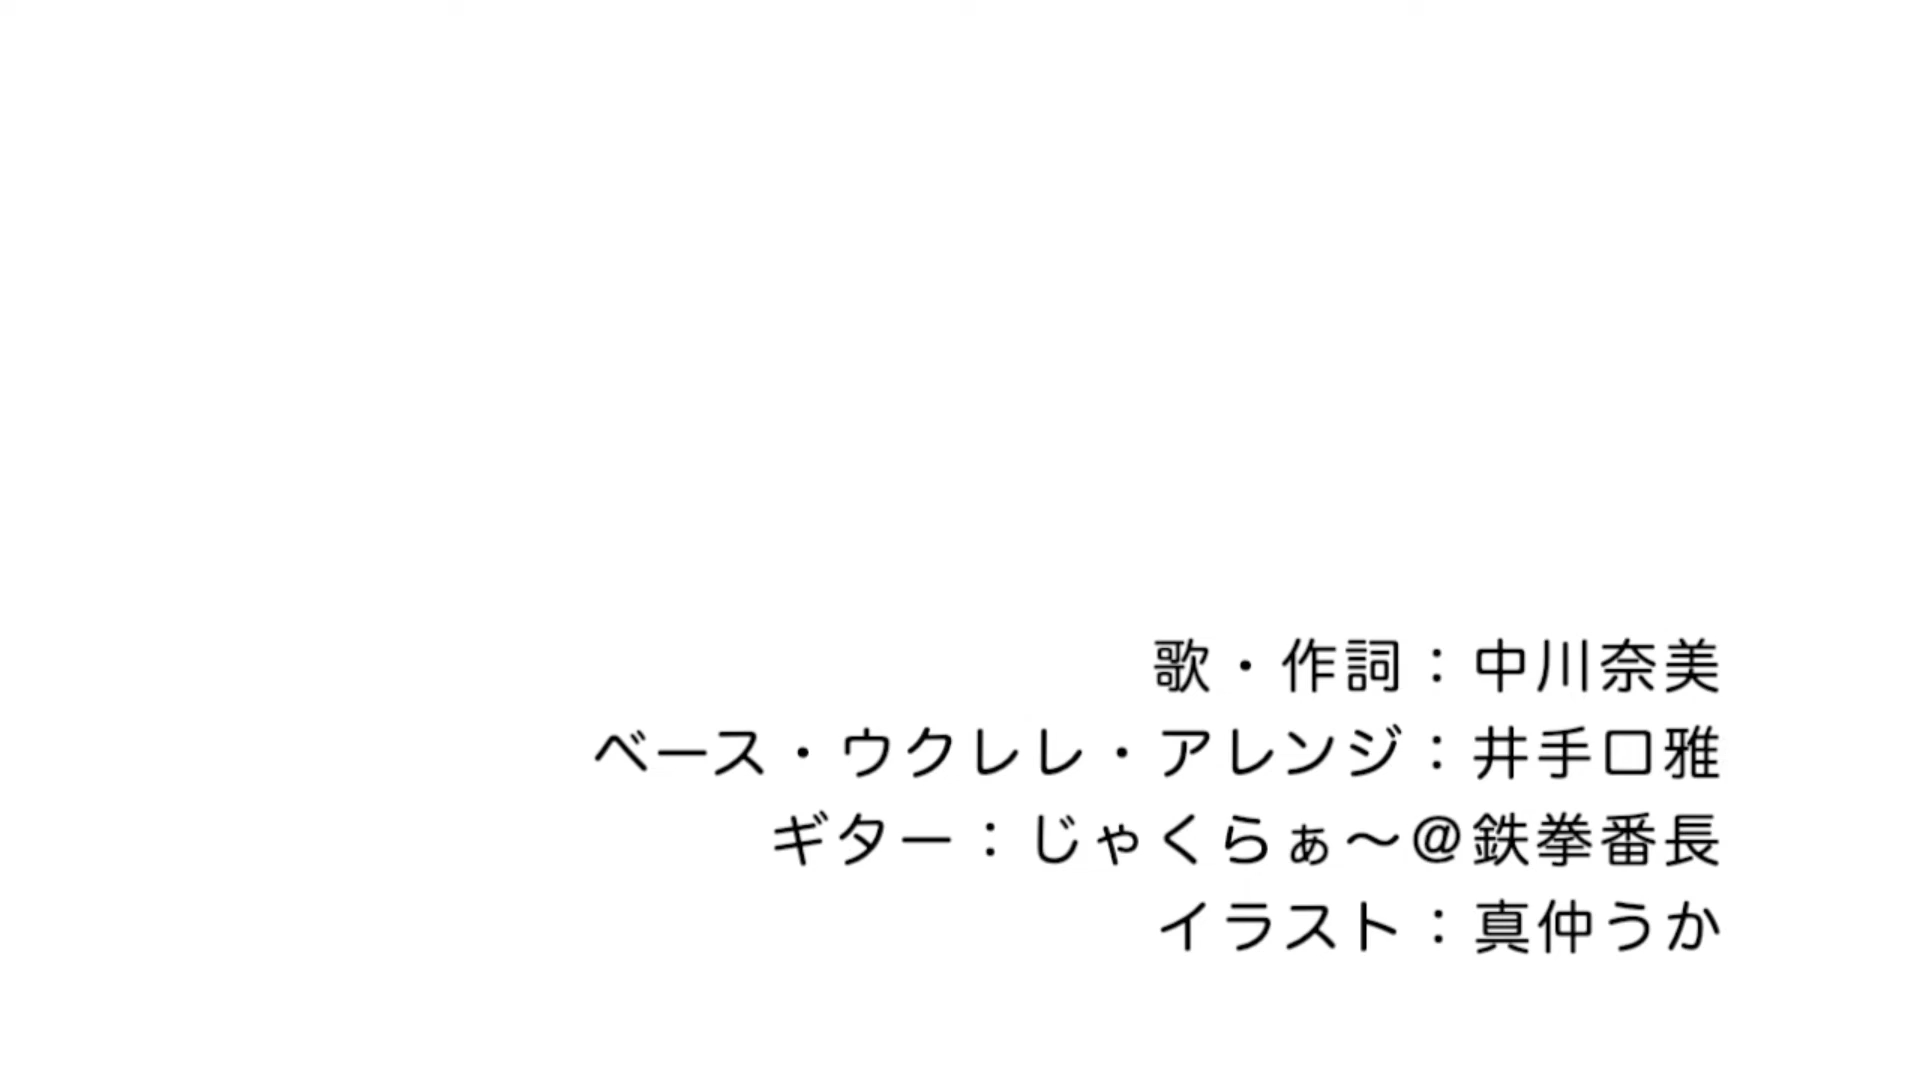 歌・作詞：中川奈美
ベース・ウクレレ・アレンジ：井手口雅
ギター：じゃくらぁ〜＠鉄拳番長
イラスト：真仲うか